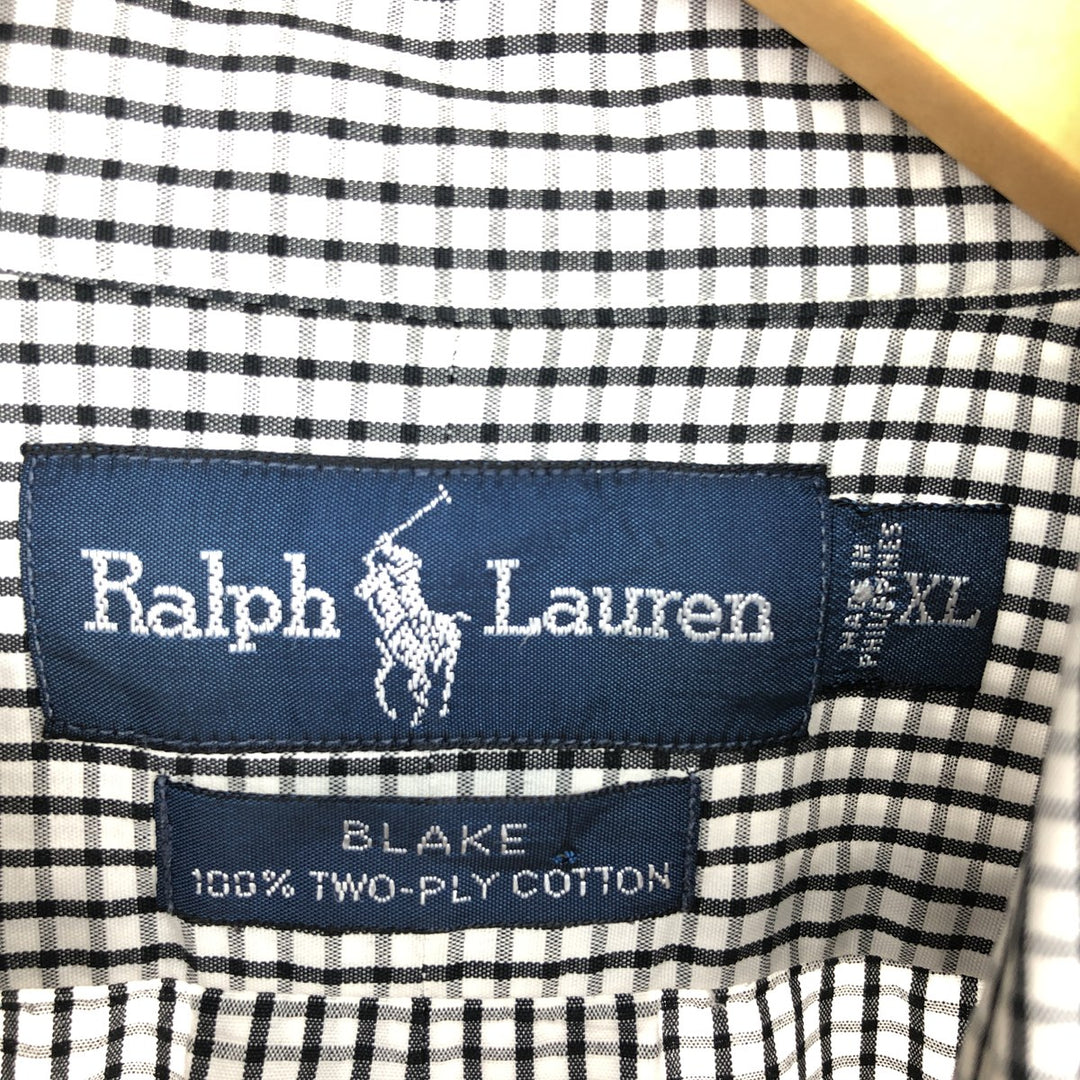 Ralph Lauren
MADE IN
PHILIPPINES
XL
BLAKE
100% TWO-PLY COTTON